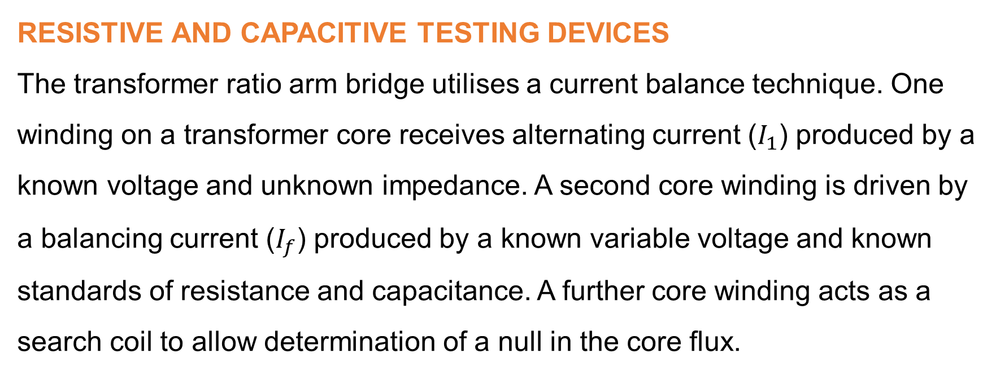 RESISTIVE AND CAPACITIVE TESTING DEVICES
The transformer ratio arm bridge utilises a current balance technique. One
winding on a transformer core receives alternating current (I₁) produced by a
known voltage and unknown impedance. A second core winding is driven by
a balancing current (I_f) produced by a known variable voltage and known
standards of resistance and capacitance. A further core winding acts as a
search coil to allow determination of a null in the core flux.